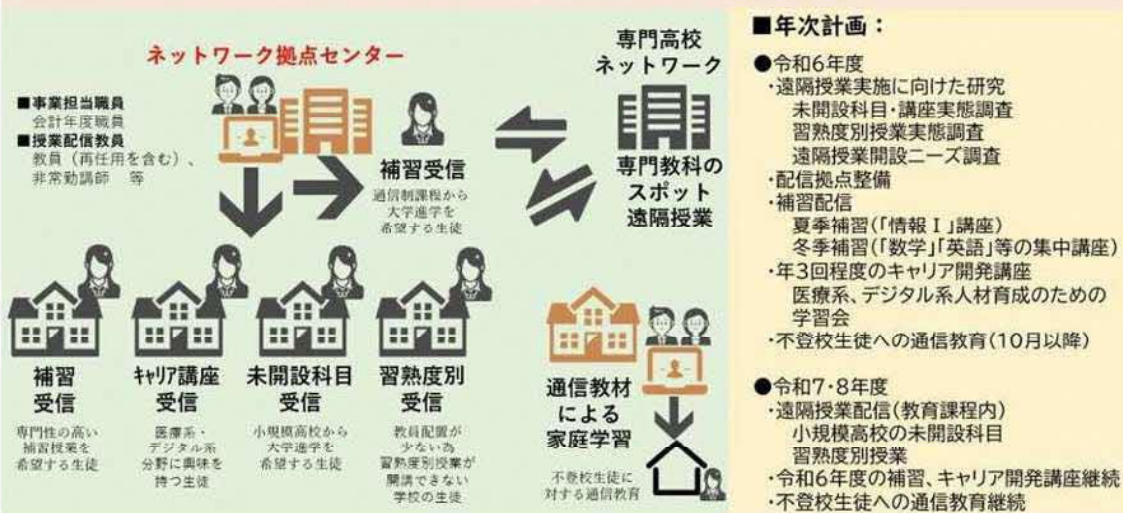 ネットワーク拠点センター
■事業担当職員
会計年度職員
■授業配信教員
教員（再任用を含む）、
非常勤講師　等
補習受信
通信制課程から
大学進学を
希望する生徒
専門高校
ネットワーク
専門教科の
スポット
遠隔授業
補習
受信
専門性の高い
補習授業を
希望する生徒
キャリア講座
受信
医療系・
デジタル系
分野に興味を
持つ生徒
未開設科目
受信
小規模高校から
大学進学を
希望する生徒
習熟度別
受信
教員配置が
少ない為
習熟度別授業が
開講できない
学校の生徒
通信教材
による
家庭学習
不登校生徒に
対する通信教育
■年次計画：
●令和6年度
・遠隔授業実施に向けた研究
未開設科目・講座実態調査
習熟度別授業実態調査
遠隔授業開設ニーズ調査
・配信拠点整備
・補習配信
夏季補習(「情報Ⅰ」講座)
冬季補習(「数学」「英語」等の集中講座)
・年3回程度のキャリア開発講座
医療系、デジタル系人材育成のための
学習会
・不登校生徒への通信教育(10月以降)
●令和7・8年度
・遠隔授業配信(教育課程内)
小規模高校の未開設科目
習熟度別授業
・令和6年度の補習、キャリア開発講座継続
・不登校生徒への通信教育継続